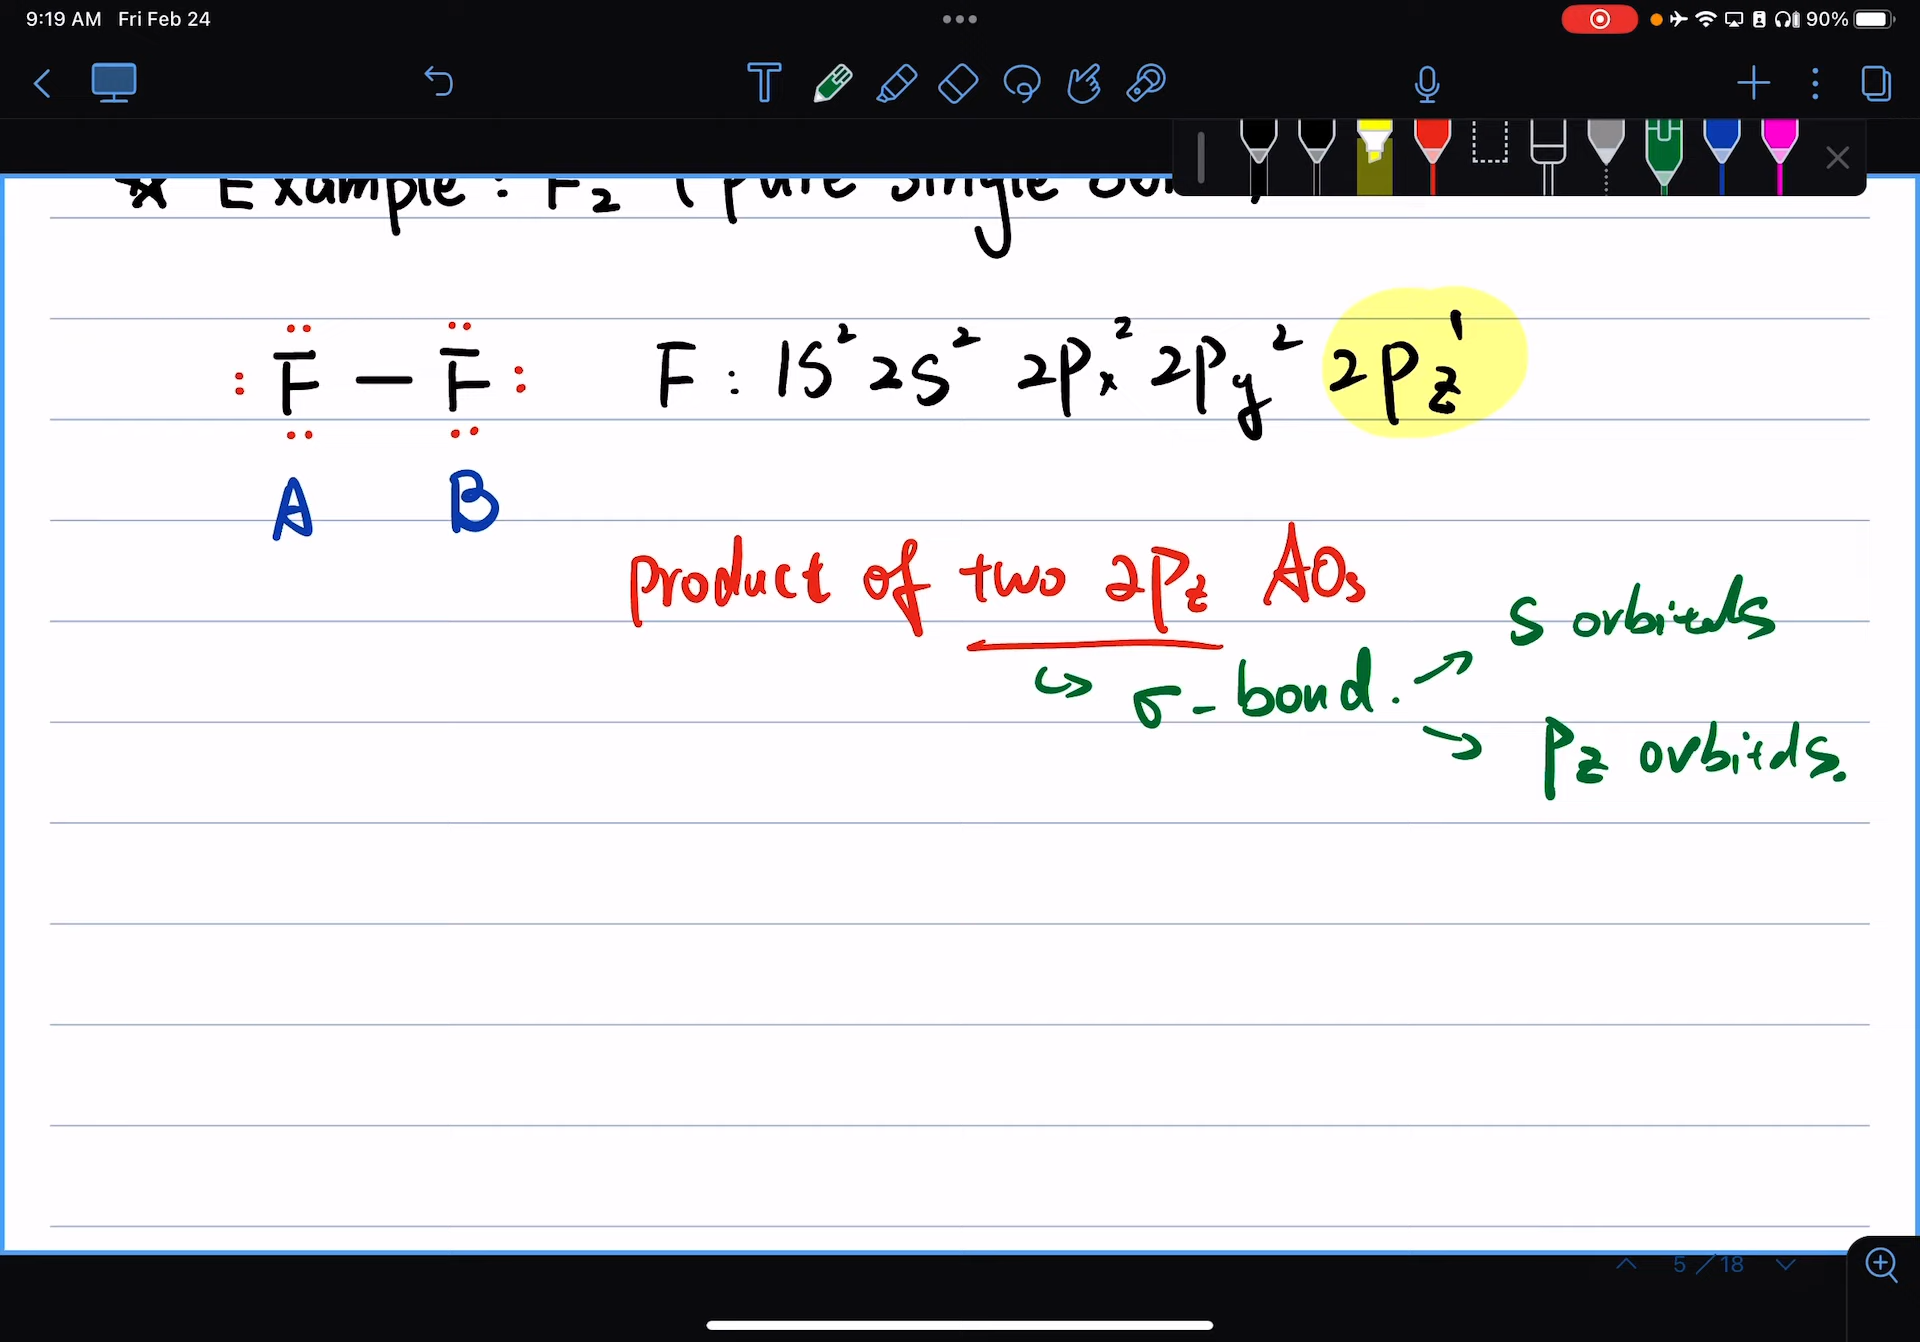 9:19 AM Fri Feb 24
90%
☆ Example : F₂ ( pure single
:F̈ — F̈: F : 1S² 2S² 2Px² 2Py² 2Pz¹
A B
product of two 2Pz AOs
S orbitals
↪ σ - bond. ↗
↘ Pz orbitals.
5 / 18